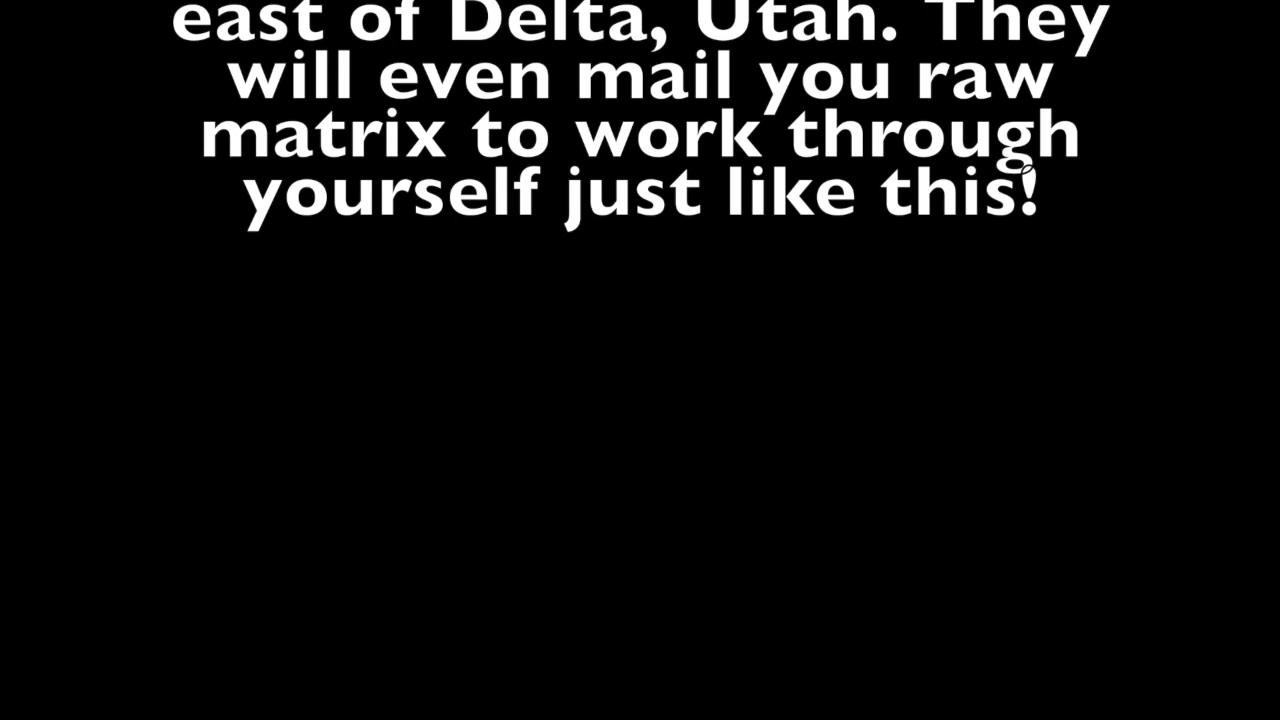 east of Delta, Utah. They
will even mail you raw
matrix to work through
yourself just like this!